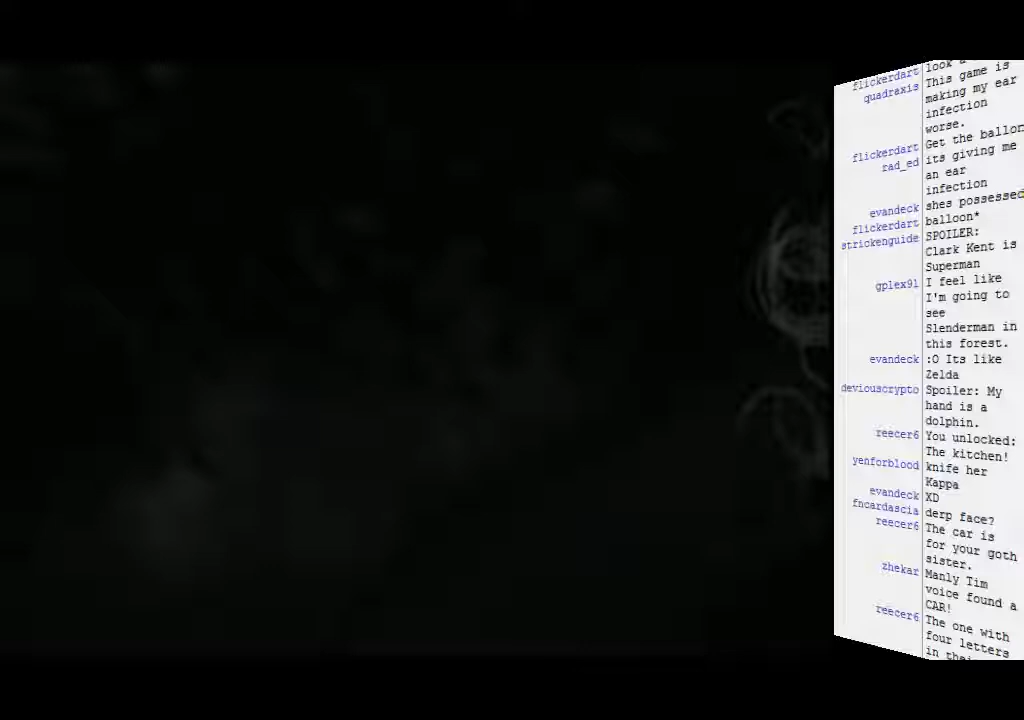 flickerdart look
quadraxis This game is
making my ear
infection
worse.
flickerdart Get the ballon
rad_ed its giving me
an ear
infection
evandeck shes possessed
flickerdart balloon*
strickenguide SPOILER:
Clark Kent is
Superman
gplex91 I feel like
I'm going to
see
Slenderman in
this forest.
evandeck :O Its like
Zelda
deviouscrypto Spoiler: My
hand is a
dolphin.
reecer6 You unlocked:
The kitchen!
yenforblood knife her
Kappa
evandeck XD
fncardascia derp face?
reecer6 The car is
for your goth
sister.
zhekar Manly Tim
voice found a
CAR!
reecer6 The one with
four letters
in